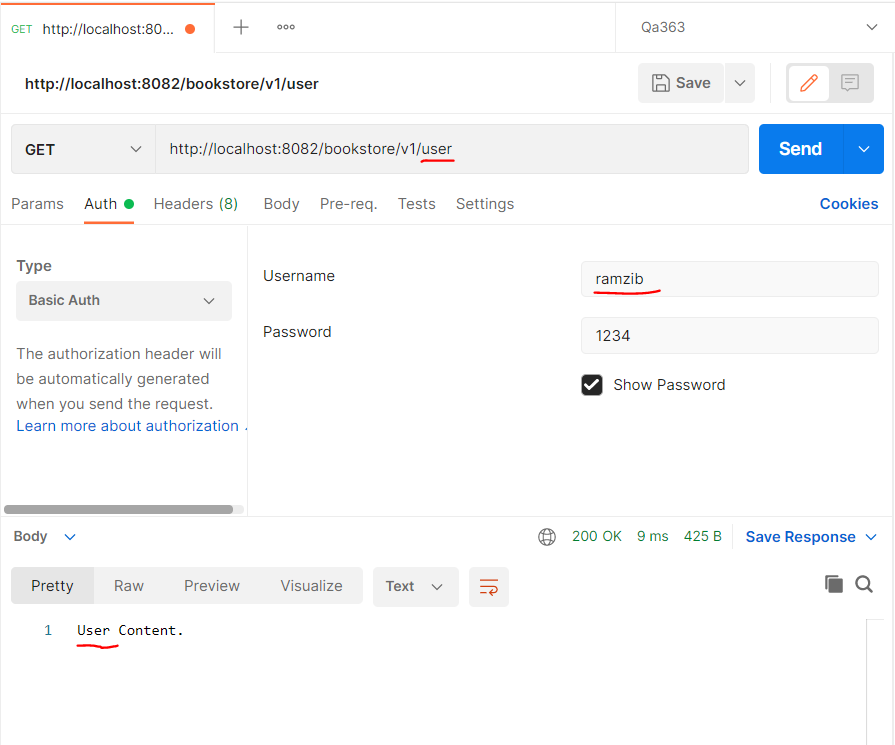 GET http://localhost:80... Qa363
http://localhost:8082/bookstore/v1/user Save
GET http://localhost:8082/bookstore/v1/user Send
Params Auth Headers (8) Body Pre-req. Tests Settings Cookies
Type
Basic Auth
The authorization header will
be automatically generated
when you send the request.
Learn more about authorization
Username ramzib
Password 1234
Show Password
Body 200 OK 9 ms 425 B Save Response
Pretty Raw Preview Visualize Text
1 User Content.